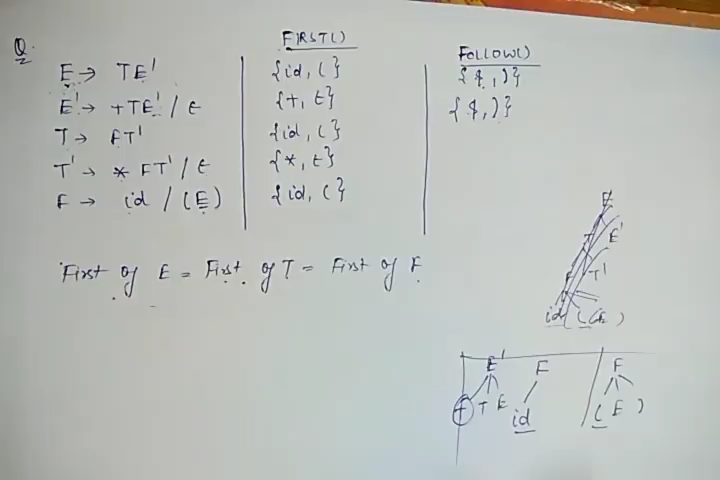 Q.
FIRST()
FOLLOW()
E → TE' {id, (} {$, )}
E' → +TE' / ε {+, ε} {$, )}
T → FT' {id, (}
T' → * FT' / ε {*, ε}
F → id / (E) {id, (}
First of E = First of T = First of F
E
T E'
F T'
id ( (E )
E' F F
+ T E id ( E )